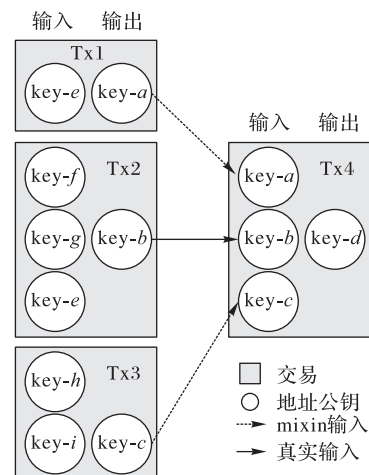 输入 输出
Tx1
key-e key-a
输入 输出
key-f Tx2
key-a Tx4
key-g key-b
key-b key-d
key-e
key-c
Tx3
key-h
key-i key-c
交易
地址公钥
mixin输入
真实输入